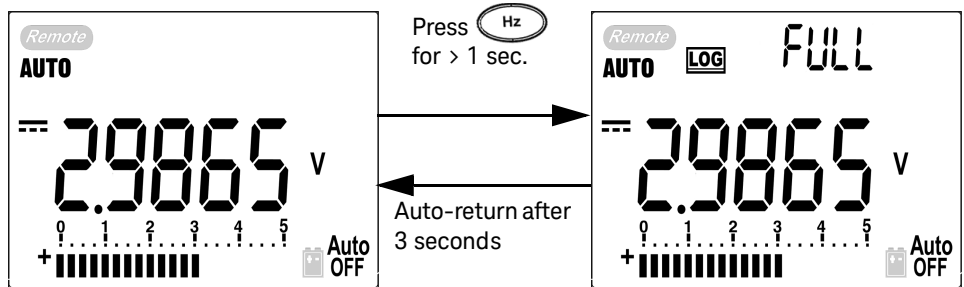 Remote
AUTO
2.9865 V
0 1 2 3 4 5
+
Auto
OFF
Press Hz
for > 1 sec.
Auto-return after
3 seconds
Remote
AUTO LOG FULL
2.9865 V
0 1 2 3 4 5
+
Auto
OFF